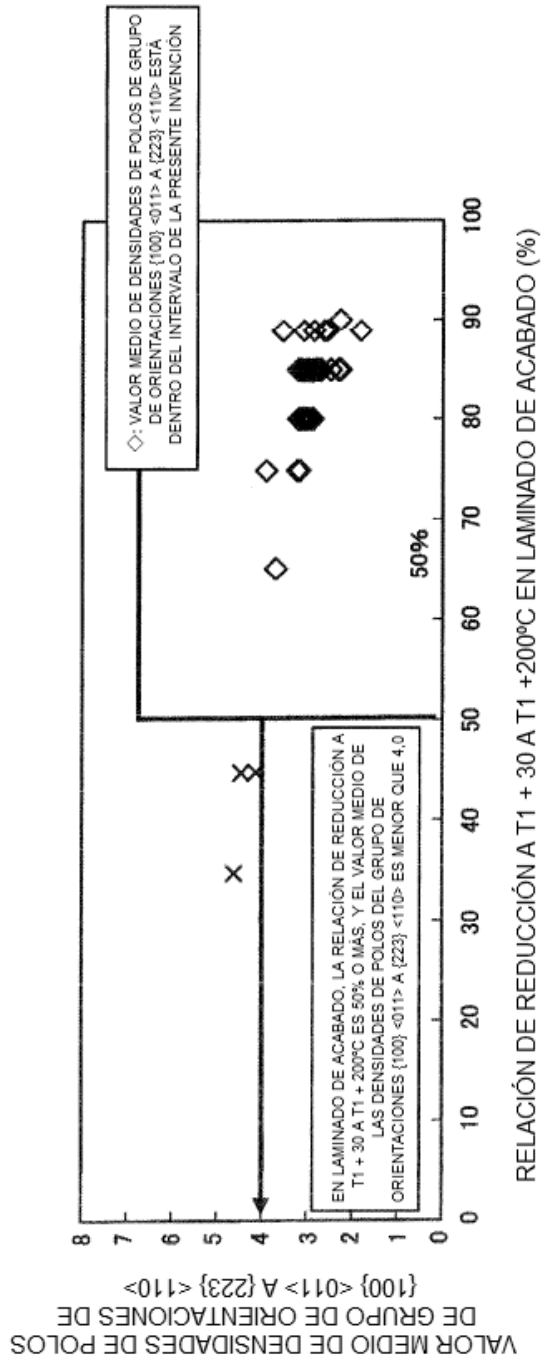 VALOR MEDIO DE DENSIDADES DE POLOS
DE GRUPO DE ORIENTACIONES DE
{100} <011> A {223} <110>
8
7
6
5
4
3
2
1
0
◇: VALOR MEDIO DE DENSIDADES DE POLOS DE GRUPO
DE ORIENTACIONES {100} <011> A {223} <110> ESTÁ
DENTRO DEL INTERVALO DE LA PRESENTE INVENCIÓN
EN LAMINADO DE ACABADO, LA RELACIÓN DE REDUCCIÓN A
T1 + 30 A T1 + 200ºC ES 50% O MÁS, Y EL VALOR MEDIO DE
LAS DENSIDADES DE POLOS DEL GRUPO DE
ORIENTACIONES {100} <011> A {223} <110> ES MENOR QUE 4,0
50%
0 10 20 30 40 50 60 70 80 90 100
RELACIÓN DE REDUCCIÓN A T1 + 30 A T1 +200ºC EN LAMINADO DE ACABADO (%)